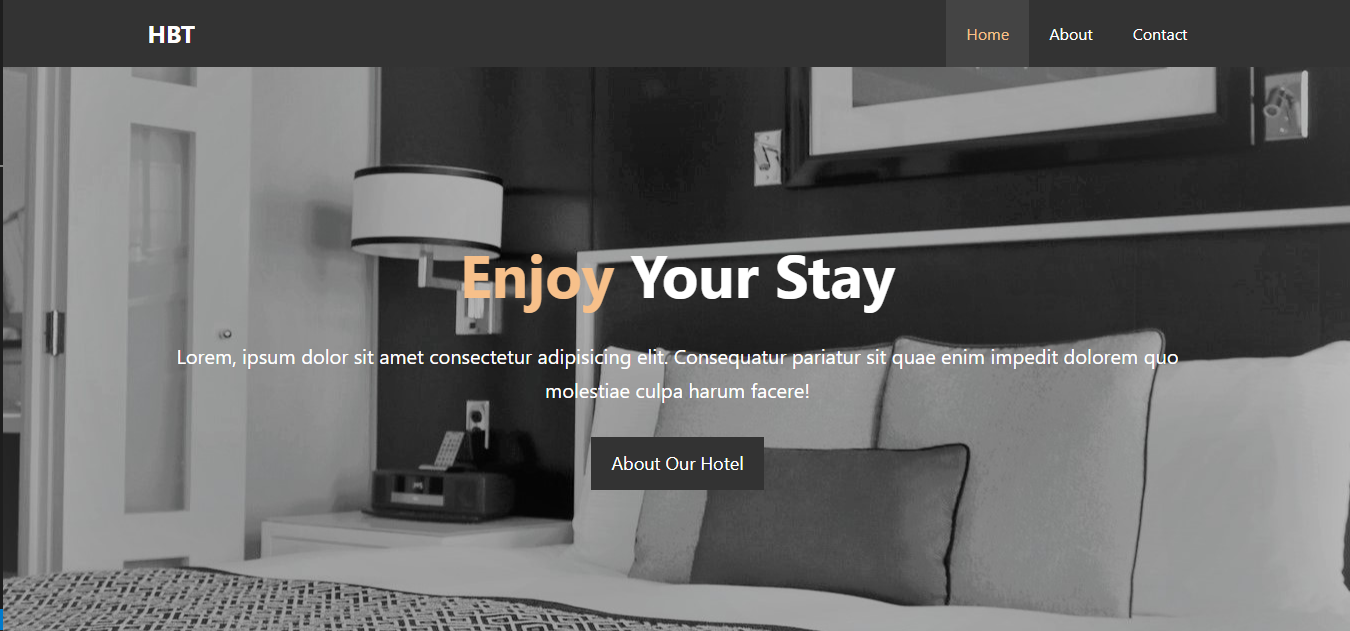 HBT
Home About Contact
Enjoy Your Stay
Lorem, ipsum dolor sit amet consectetur adipisicing elit. Consequatur pariatur sit quae enim impedit dolorem quo
molestiae culpa harum facere!
About Our Hotel